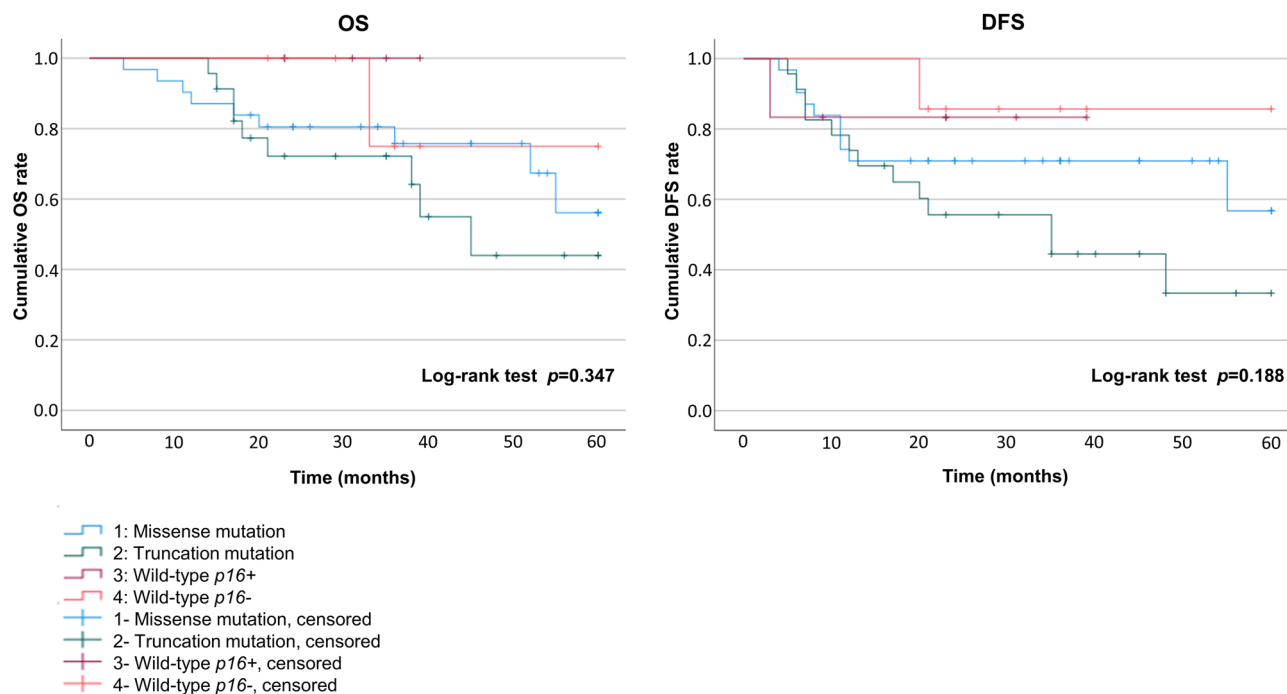 OS
Cumulative OS rate
1.0
0.8
0.6
0.4
0.2
0.0
Log-rank test p=0.347
0 10 20 30 40 50 60
Time (months)
DFS
Cumulative DFS rate
1.0
0.8
0.6
0.4
0.2
0.0
Log-rank test p=0.188
0 10 20 30 40 50 60
Time (months)
1: Missense mutation
2: Truncation mutation
3: Wild-type p16+
4: Wild-type p16-
1- Missense mutation, censored
2- Truncation mutation, censored
3- Wild-type p16+, censored
4- Wild-type p16-, censored